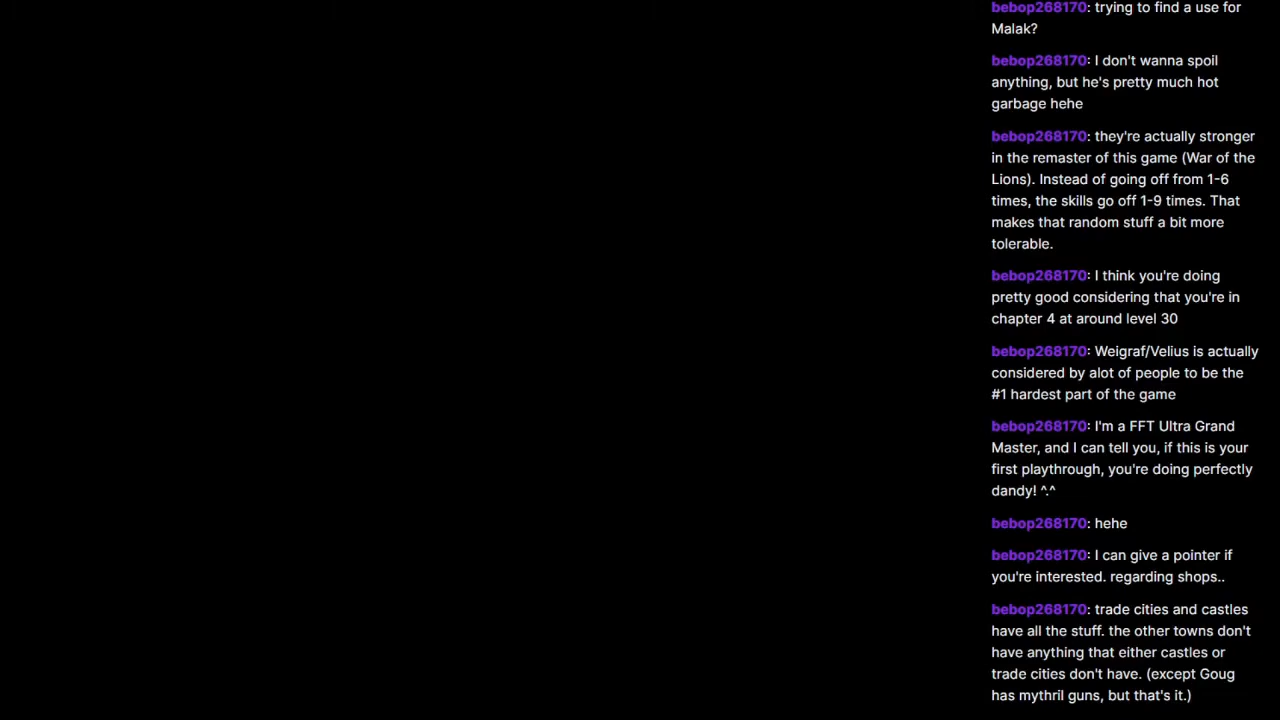 bebop268170: trying to find a use for
Malak?
bebop268170: I don't wanna spoil
anything, but he's pretty much hot
garbage hehe
bebop268170: they're actually stronger
in the remaster of this game (War of the
Lions). Instead of going off from 1-6
times, the skills go off 1-9 times. That
makes that random stuff a bit more
tolerable.
bebop268170: I think you're doing
pretty good considering that you're in
chapter 4 at around level 30
bebop268170: Weigraf/Velius is actually
considered by alot of people to be the
#1 hardest part of the game
bebop268170: I'm a FFT Ultra Grand
Master, and I can tell you, if this is your
first playthrough, you're doing perfectly
dandy! ^.^
bebop268170: hehe
bebop268170: I can give a pointer if
you're interested. regarding shops..
bebop268170: trade cities and castles
have all the stuff. the other towns don't
have anything that either castles or
trade cities don't have. (except Goug
has mythril guns, but that's it.)